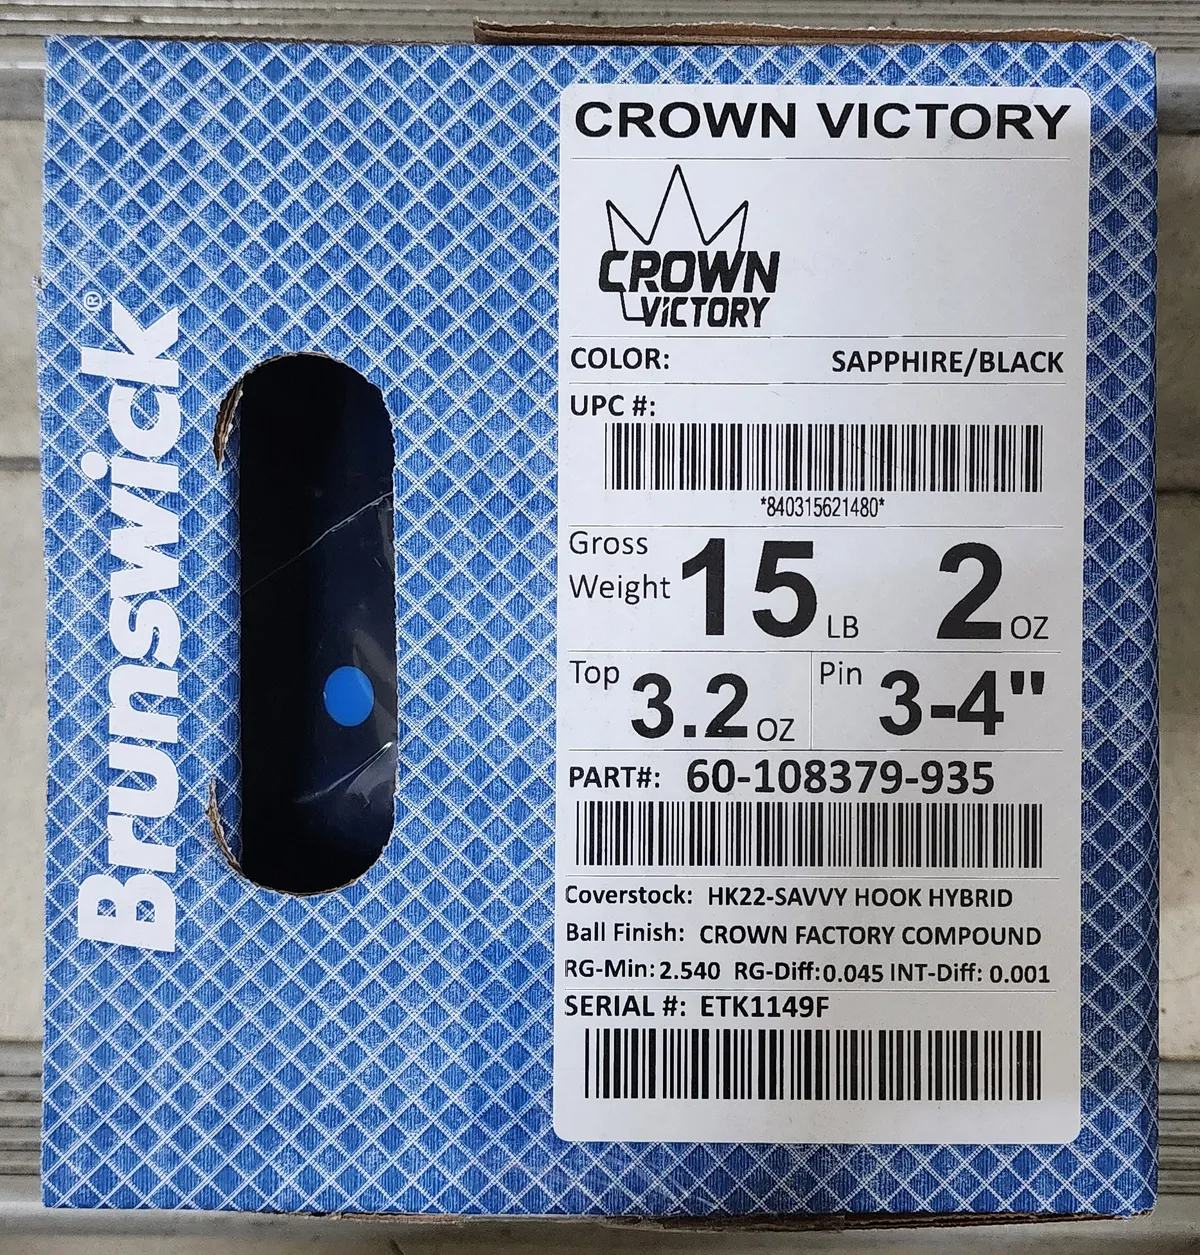 Brunswick®
CROWN VICTORY
CROWN
VICTORY
COLOR: SAPPHIRE/BLACK
UPC #:
*840315621480*
Gross
Weight 15 LB 2 OZ
Top 3.2 OZ Pin 3-4"
PART#: 60-108379-935
Coverstock: HK22-SAVVY HOOK HYBRID
Ball Finish: CROWN FACTORY COMPOUND
RG-Min: 2.540 RG-Diff: 0.045 INT-Diff: 0.001
SERIAL #: ETK1149F